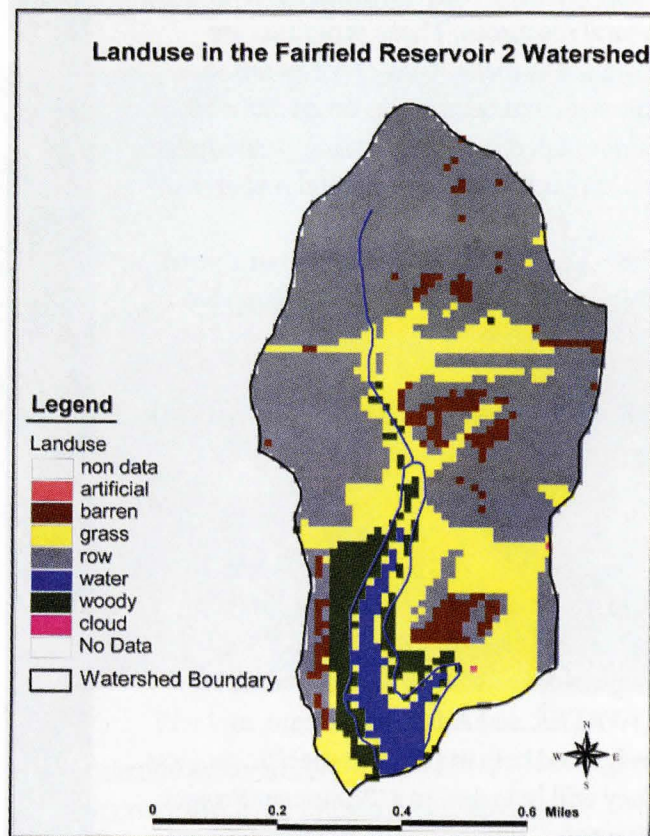 Landuse in the Fairfield Reservoir 2 Watershed
Legend
Landuse
non data
artificial
barren
grass
row
water
woody
cloud
No Data
Watershed Boundary
N
W E
S
0 0.2 0.4 0.6 Miles